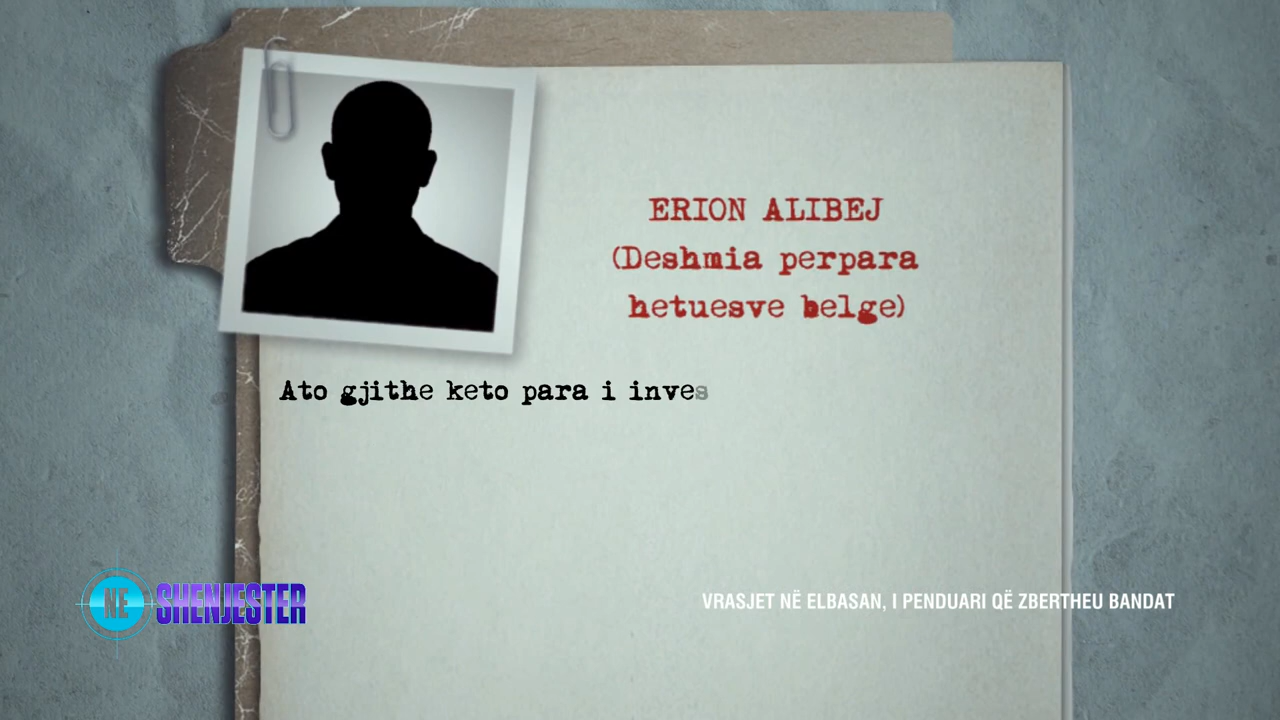 ERION ALIBEJ
(Deshmia perpara
hetuesve belge)
Ato gjithe keto para i inves
NE SHENJESTER
VRASJET NË ELBASAN, I PENDUARI QË ZBERTHEU BANDAT